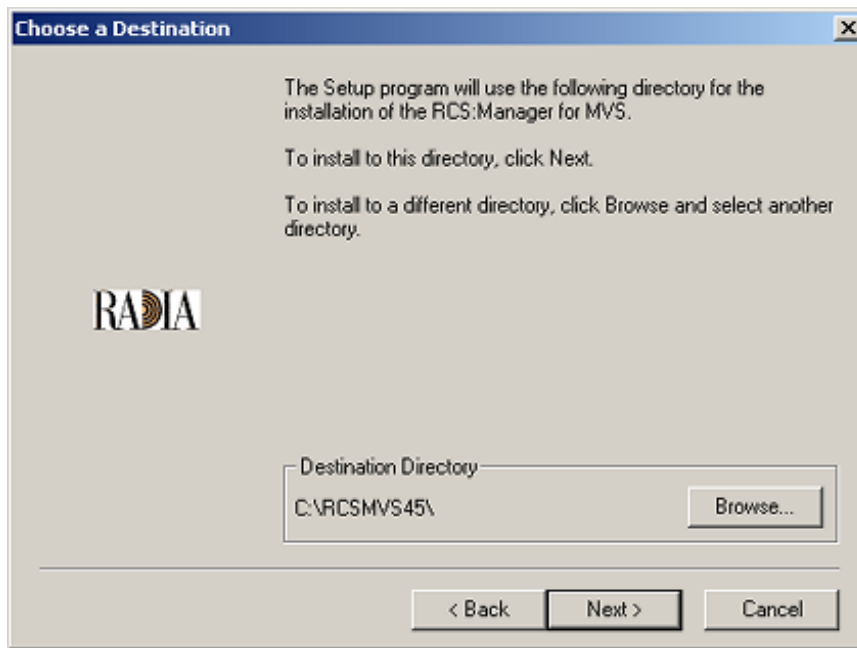 Choose a Destination
The Setup program will use the following directory for the
installation of the RCS:Manager for MVS.
To install to this directory, click Next.
To install to a different directory, click Browse and select another
directory.
RADIA
Destination Directory
C:\RCSMVS45\
Browse...
< Back
Next >
Cancel